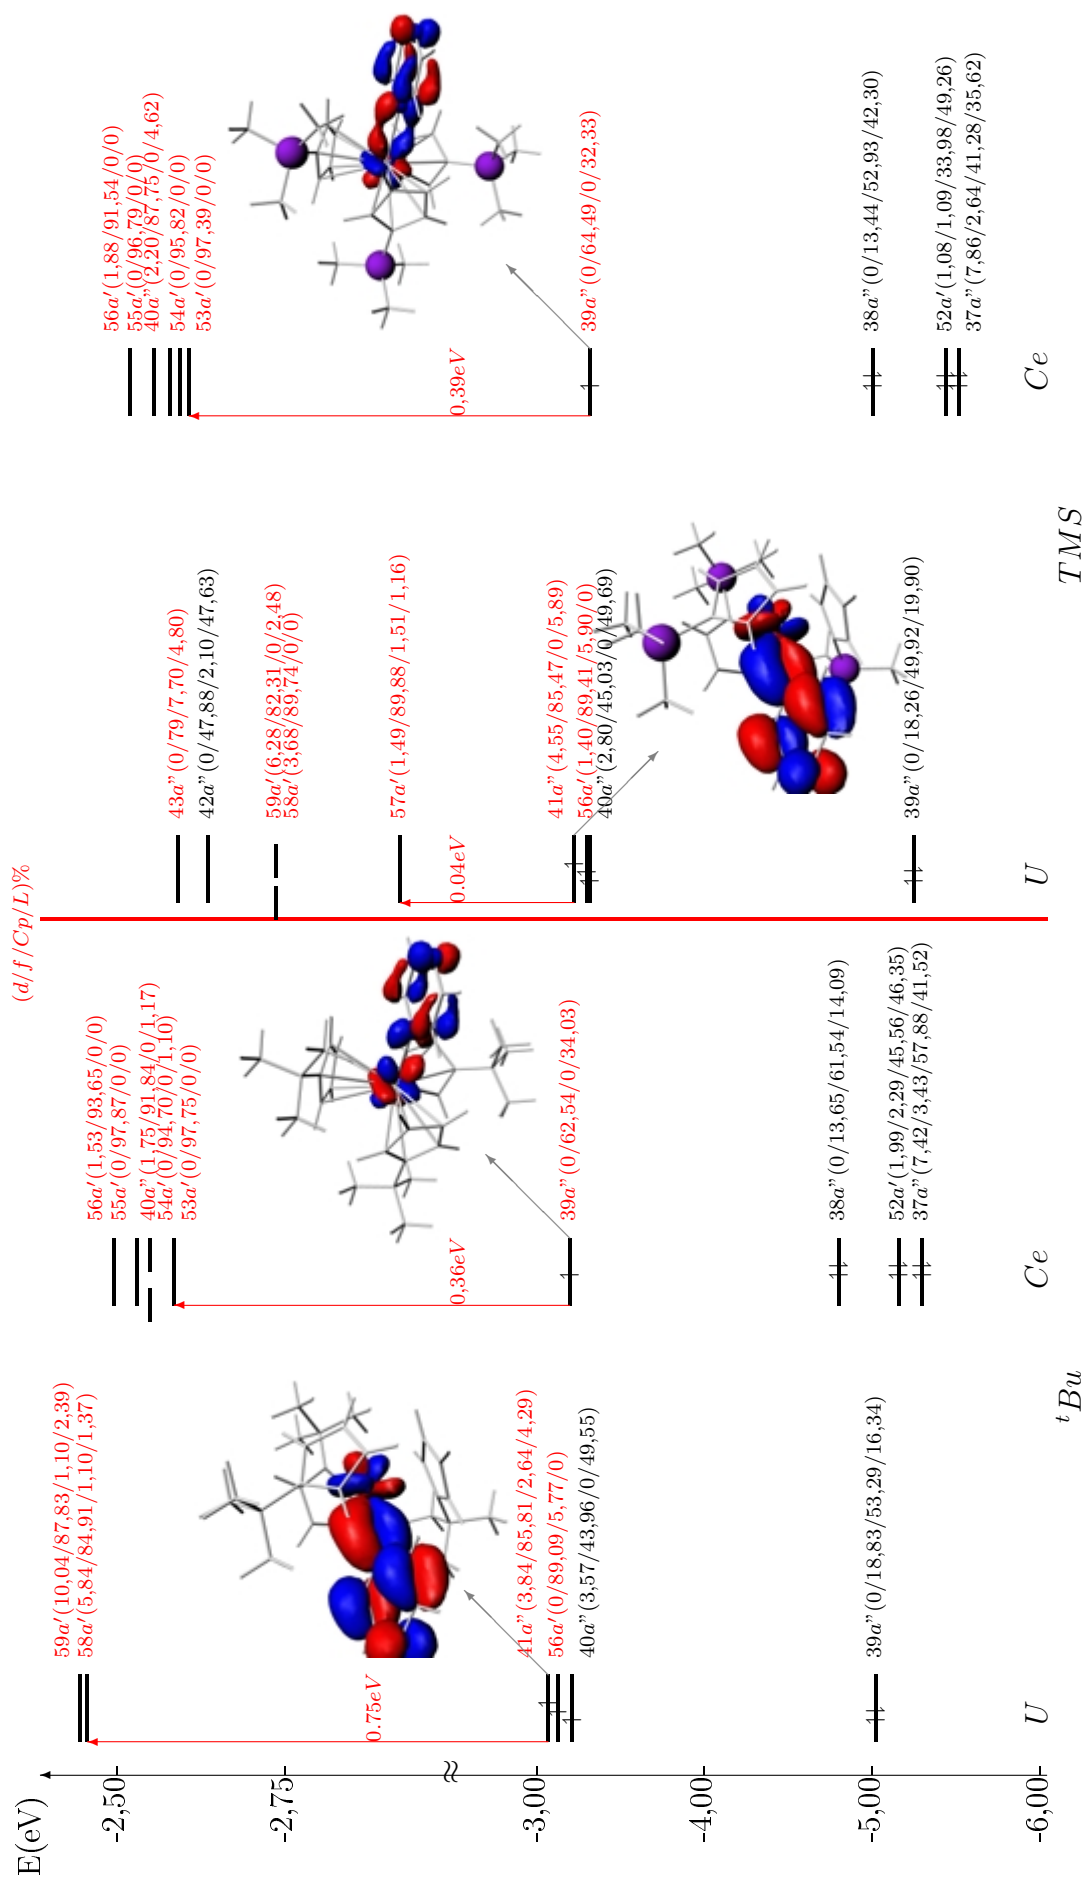 E(eV)
(d/f/Cp/L)%
-2,50
-2,75
≈
-3,00
-4,00
-5,00
-6,00
59a′(10,04/87,83/1,10/2,39)
58a′(5,84/84,91/1,10/1,37)
0.75eV
41a”(3,84/85,81/2,64/4,29)
56a′(0/89,09/5,77/0)
40a”(3,57/43,96/0/49,55)
39a”(0/18,83/53,29/16,34)
U
56a′(1,53/93,65/0/0)
55a′(0/97,87/0/0)
40a”(1,75/91,84/0/1,17)
54a′(0/94,70/0/1,10)
53a′(0/97,75/0/0)
0,36eV
39a”(0/62,54/0/34,03)
38a”(0/13,65/61,54/14,09)
52a′(1,99/2,29/45,56/46,35)
37a”(7,42/3,43/57,88/41,52)
Ce
tBu
43a”(0/79/7,70/4,80)
42a”(0/47,88/2,10/47,63)
59a′(6,28/82,31/0/2,48)
58a′(3,68/89,74/0/0)
57a′(1,49/89,88/1,51/1,16)
0.04eV
41a”(4,55/85,47/0/5,89)
56a′(1,40/89,41/5,90/0)
40a”(2,80/45,03/0/49,69)
39a”(0/18,26/49,92/19,90)
U
56a′(1,88/91,54/0/0)
55a′(0/96,79/0/0)
40a”(2,20/87,75/0/4,62)
54a′(0/95,82/0/0)
53a′(0/97,39/0/0)
0,39eV
39a”(0/64,49/0/32,33)
38a”(0/13,44/52,93/42,30)
52a′(1,08/1,09/33,98/49,26)
37a”(7,86/2,64/41,28/35,62)
Ce
TMS